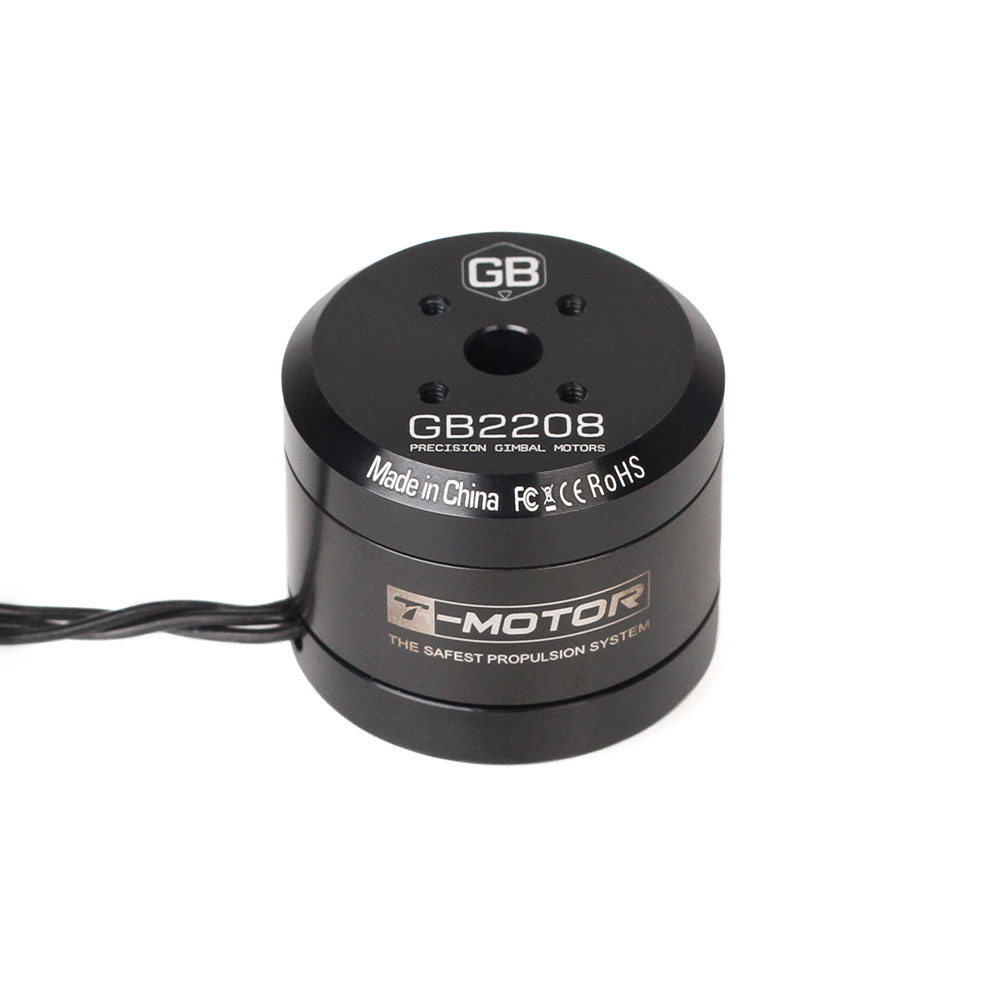 GB
GB2208
PRECISION GIMBAL MOTORS
Made in China FC CE RoHS
T-MOTOR
THE SAFEST PROPULSION SYSTEM